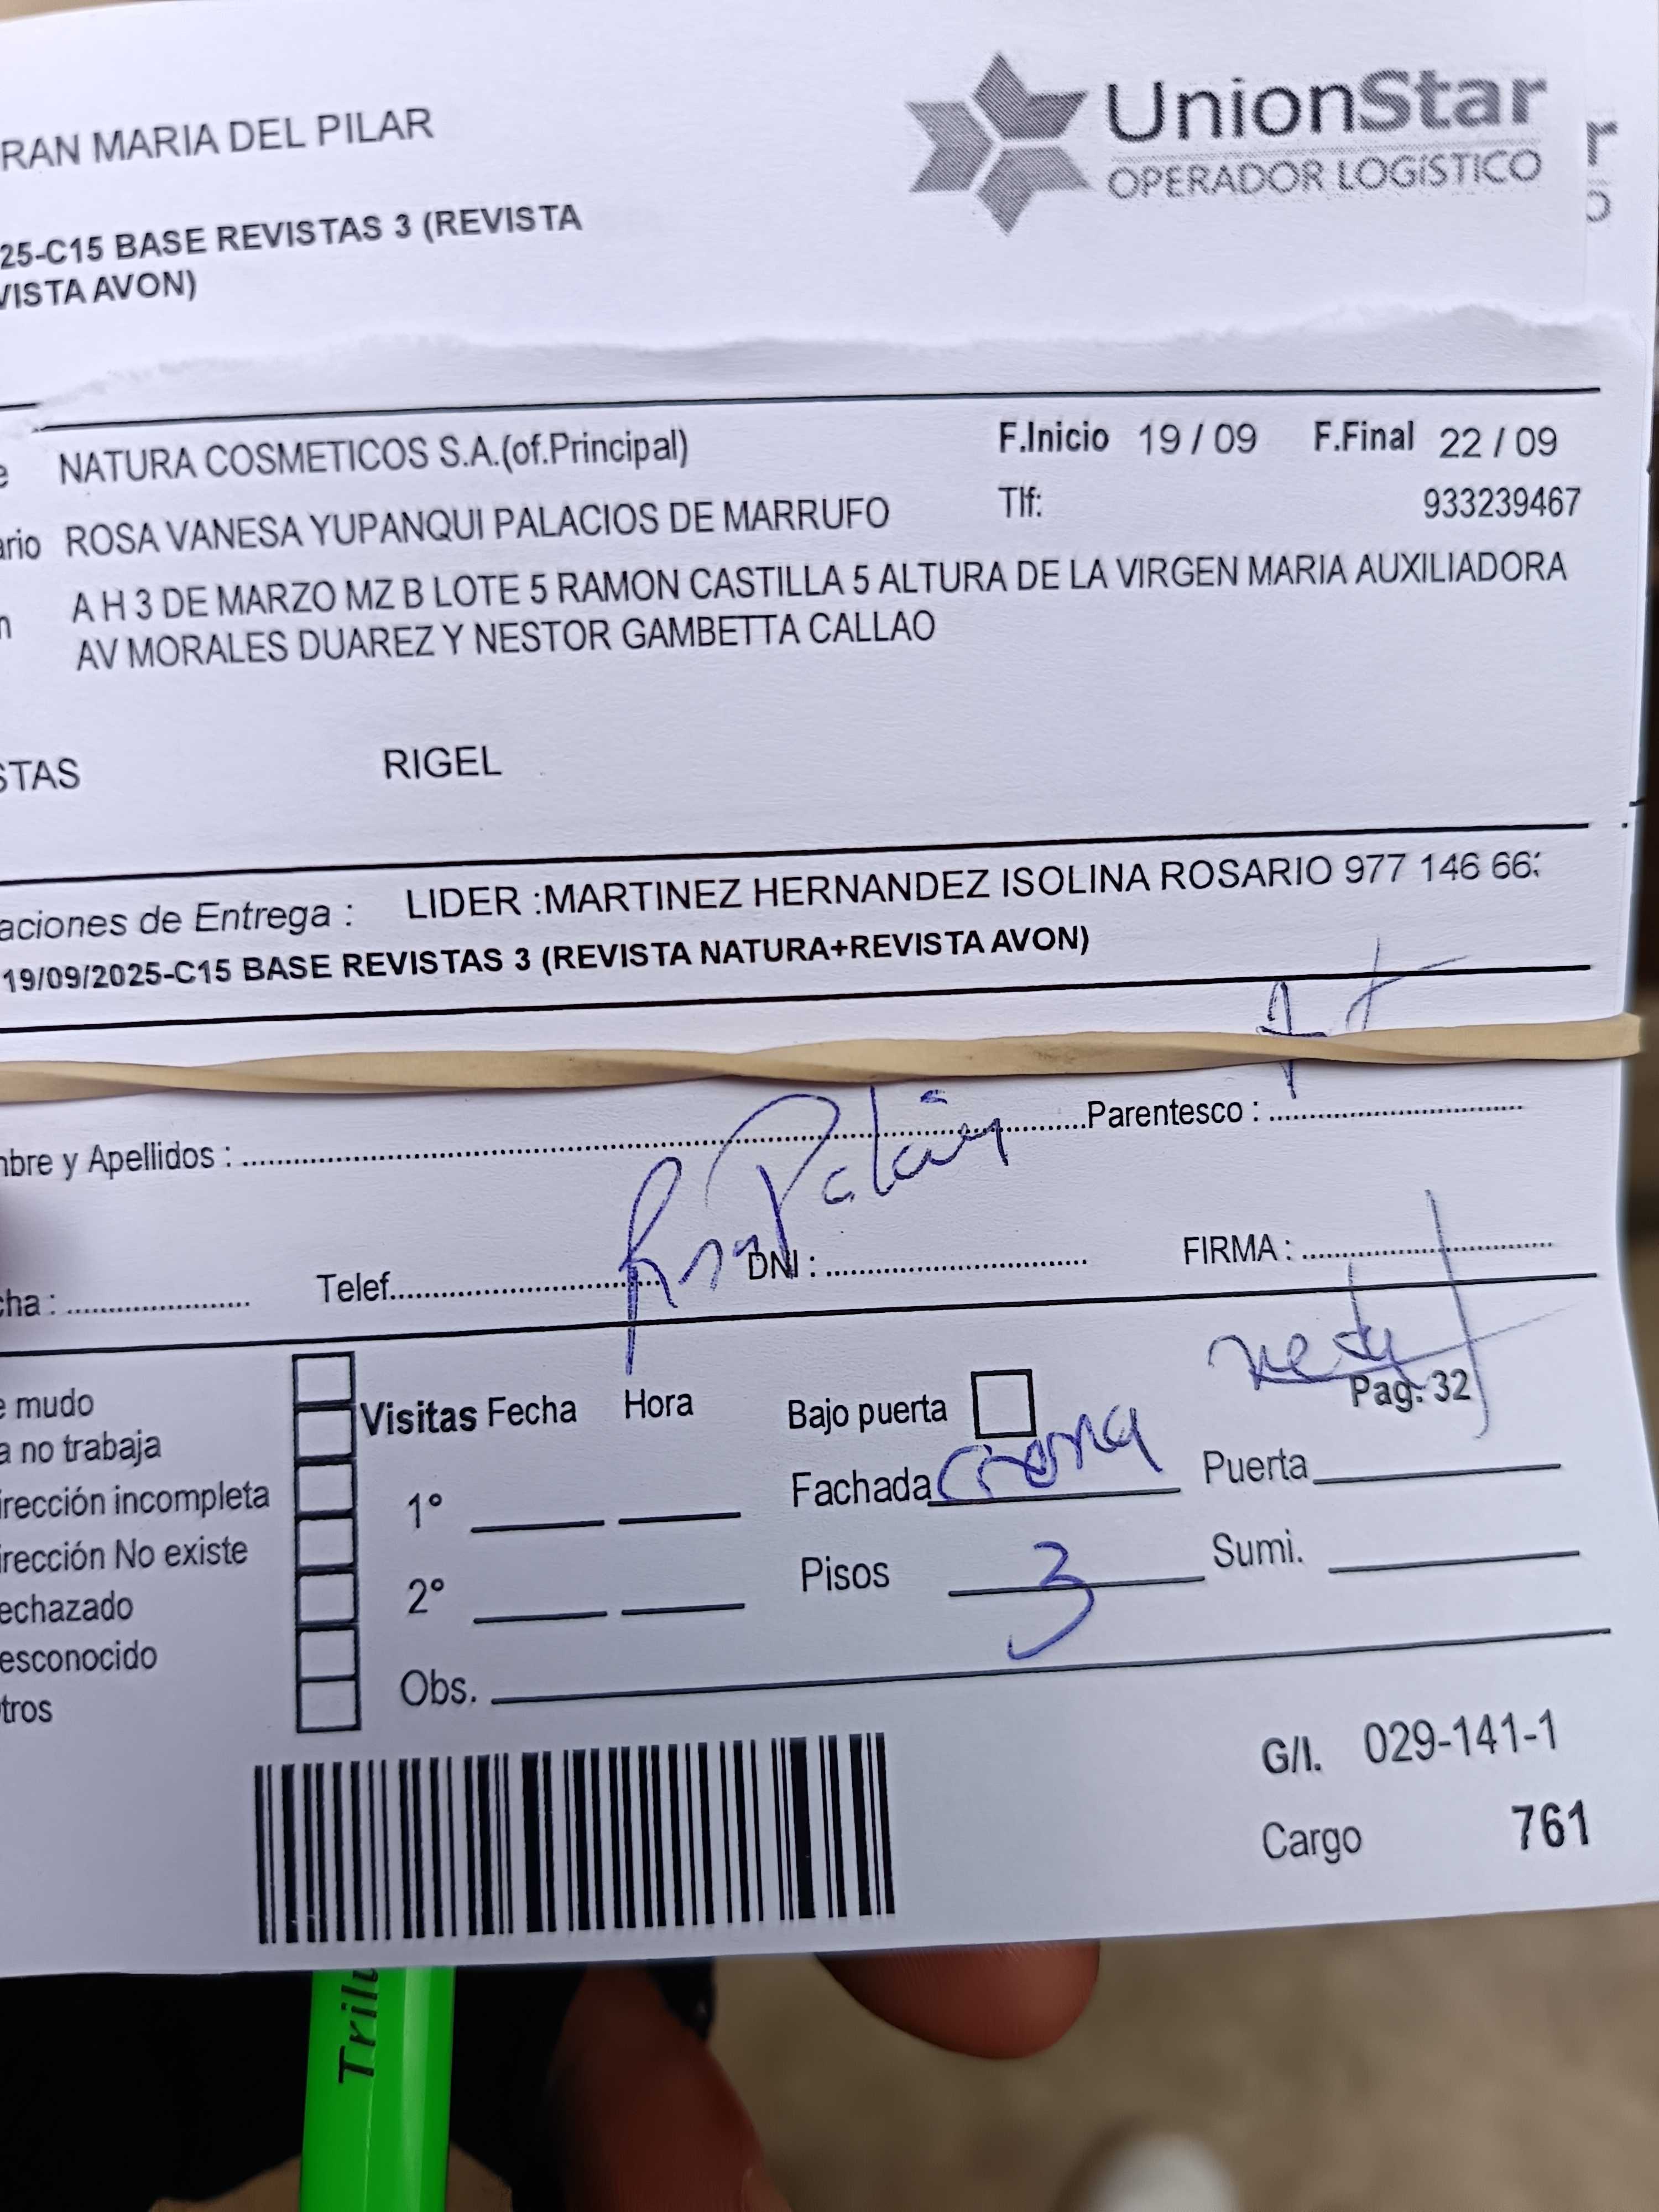 RAN MARIA DEL PILAR
UnionStar
OPERADOR LOGÍSTICO
25-C15 BASE REVISTAS 3 (REVISTA
VISTA AVON)
NATURA COSMETICOS S.A.(of.Principal)
F.Inicio 19 / 09 F.Final 22 / 09
ario ROSA VANESA YUPANQUI PALACIOS DE MARRUFO
Tlf: 933239467
A H 3 DE MARZO MZ B LOTE 5 RAMON CASTILLA 5 ALTURA DE LA VIRGEN MARIA AUXILIADORA
AV MORALES DUAREZ Y NESTOR GAMBETTA CALLAO
STAS RIGEL
aciones de Entrega : LIDER :MARTINEZ HERNANDEZ ISOLINA ROSARIO 977 146 66
19/09/2025-C15 BASE REVISTAS 3 (REVISTA NATURA+REVISTA AVON)
mbre y Apellidos : Parentesco :
Rosa Palacios
cha : Telef. DNI : FIRMA :
e mudo
a no trabaja
irección incompleta
irección No existe
echazado
esconocido
tros
Visitas Fecha Hora
1°
2°
Obs.
Bajo puerta
Pag. 32
Fachada crema Puerta
Pisos 3 Sumi.
G/I. 029-141-1
Cargo 761
Trilu